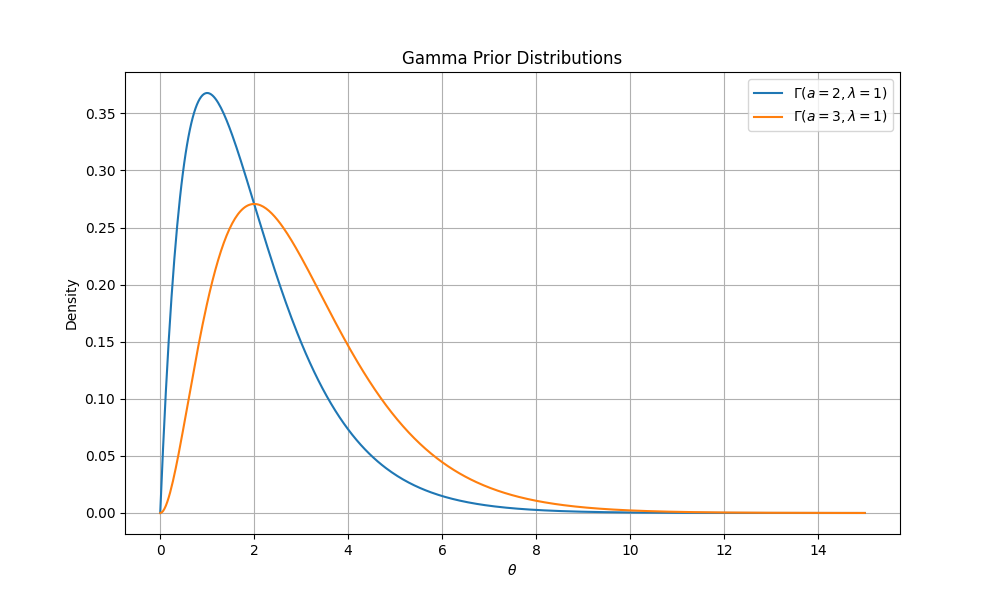 Gamma Prior Distributions
Γ(a = 2, λ = 1)
Γ(a = 3, λ = 1)
Density
0.35
0.30
0.25
0.20
0.15
0.10
0.05
0.00
0 2 4 6 8 10 12 14
θ